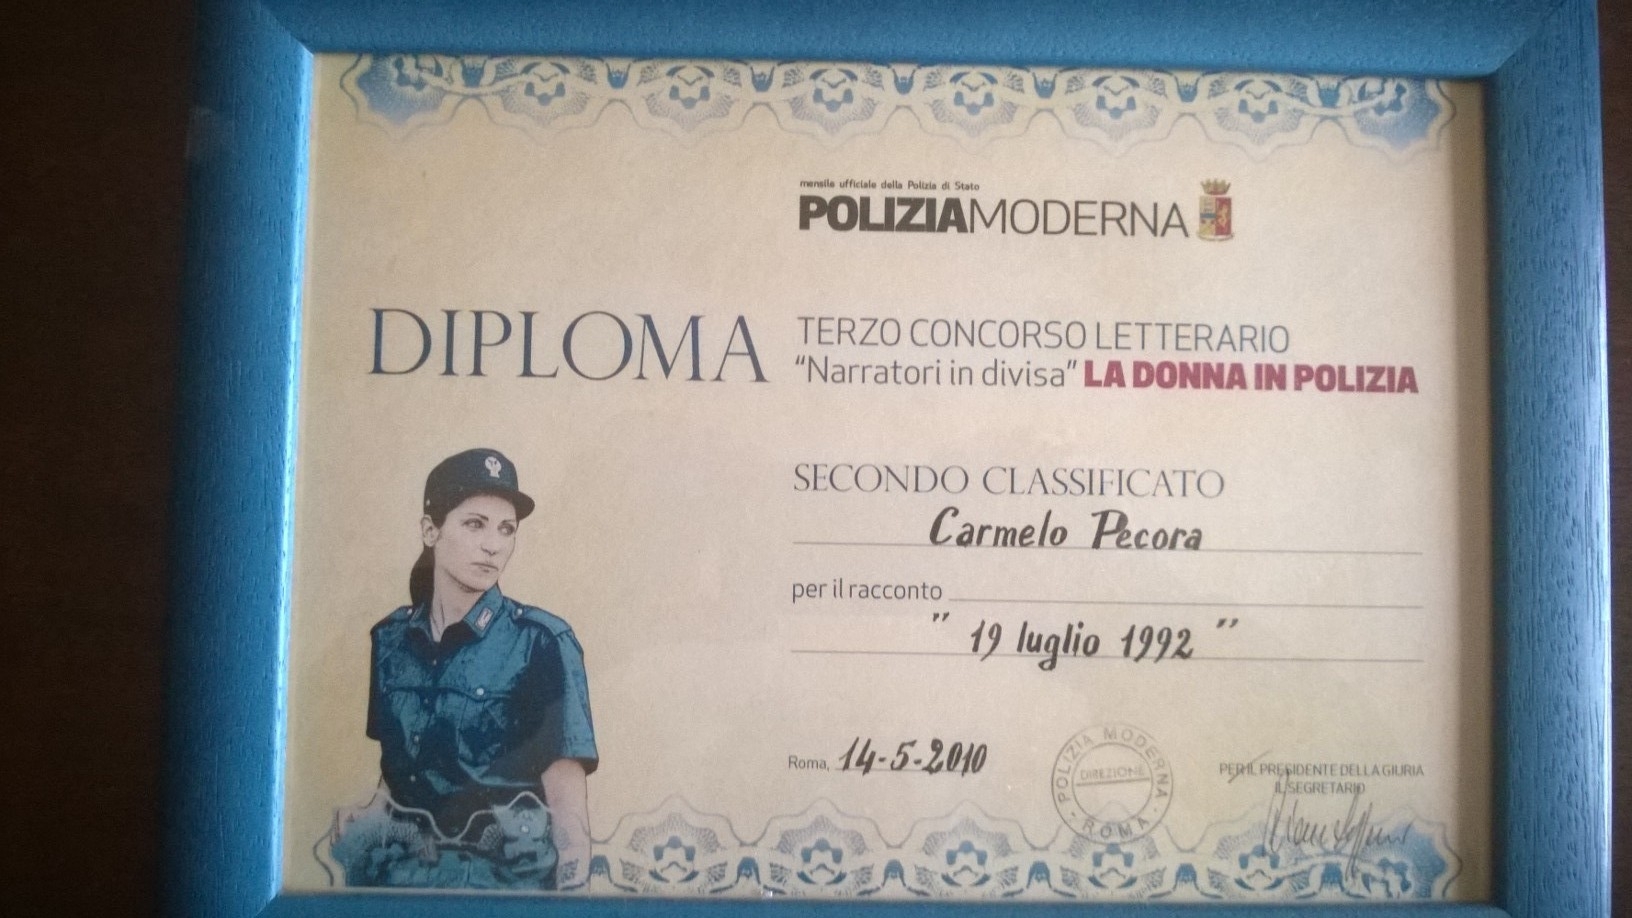 mensile ufficiale della Polizia di Stato
POLIZIAMODERNA
DIPLOMA
TERZO CONCORSO LETTERARIO
"Narratori in divisa" LA DONNA IN POLIZIA
SECONDO CLASSIFICATO
Carmelo Pecora
per il racconto
" 19 luglio 1992 "
Roma, 14-5-2010
POLIZIA MODERNA
DIREZIONE
· ROMA ·
PER IL PRESIDENTE DELLA GIURIA
IL SEGRETARIO